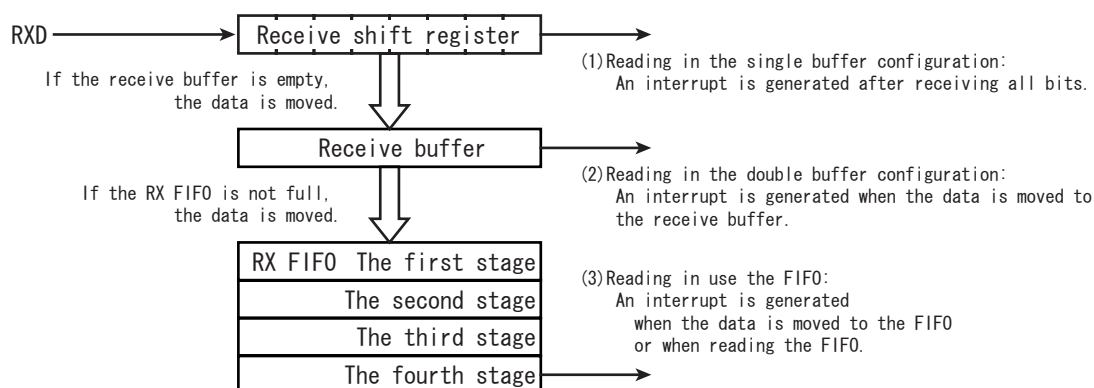 RXD
Receive shift register
(1)Reading in the single buffer configuration:
An interrupt is generated after receiving all bits.
If the receive buffer is empty,
the data is moved.
Receive buffer
(2)Reading in the double buffer configuration:
An interrupt is generated when the data is moved to
the receive buffer.
If the RX FIFO is not full,
the data is moved.
RX FIFO The first stage
The second stage
The third stage
The fourth stage
(3)Reading in use the FIFO:
An interrupt is generated
when the data is moved to the FIFO
or when reading the FIFO.